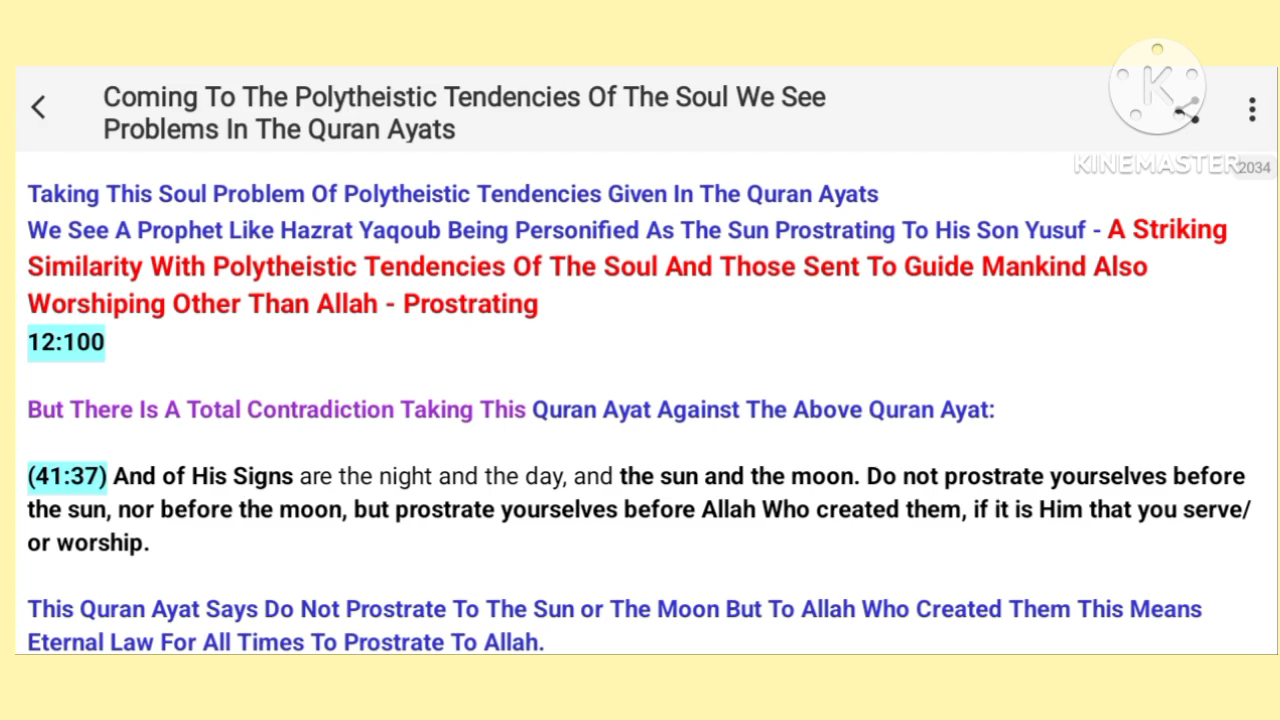 Coming To The Polytheistic Tendencies Of The Soul We See
Problems In The Quran Ayats
KINEMASTER
2034
Taking This Soul Problem Of Polytheistic Tendencies Given In The Quran Ayats
We See A Prophet Like Hazrat Yaqoub Being Personified As The Sun Prostrating To His Son Yusuf - A Striking
Similarity With Polytheistic Tendencies Of The Soul And Those Sent To Guide Mankind Also
Worshiping Other Than Allah - Prostrating
12:100
But There Is A Total Contradiction Taking This Quran Ayat Against The Above Quran Ayat:
(41:37) And of His Signs are the night and the day, and the sun and the moon. Do not prostrate yourselves before
the sun, nor before the moon, but prostrate yourselves before Allah Who created them, if it is Him that you serve/
or worship.
This Quran Ayat Says Do Not Prostrate To The Sun or The Moon But To Allah Who Created Them This Means
Eternal Law For All Times To Prostrate To Allah.